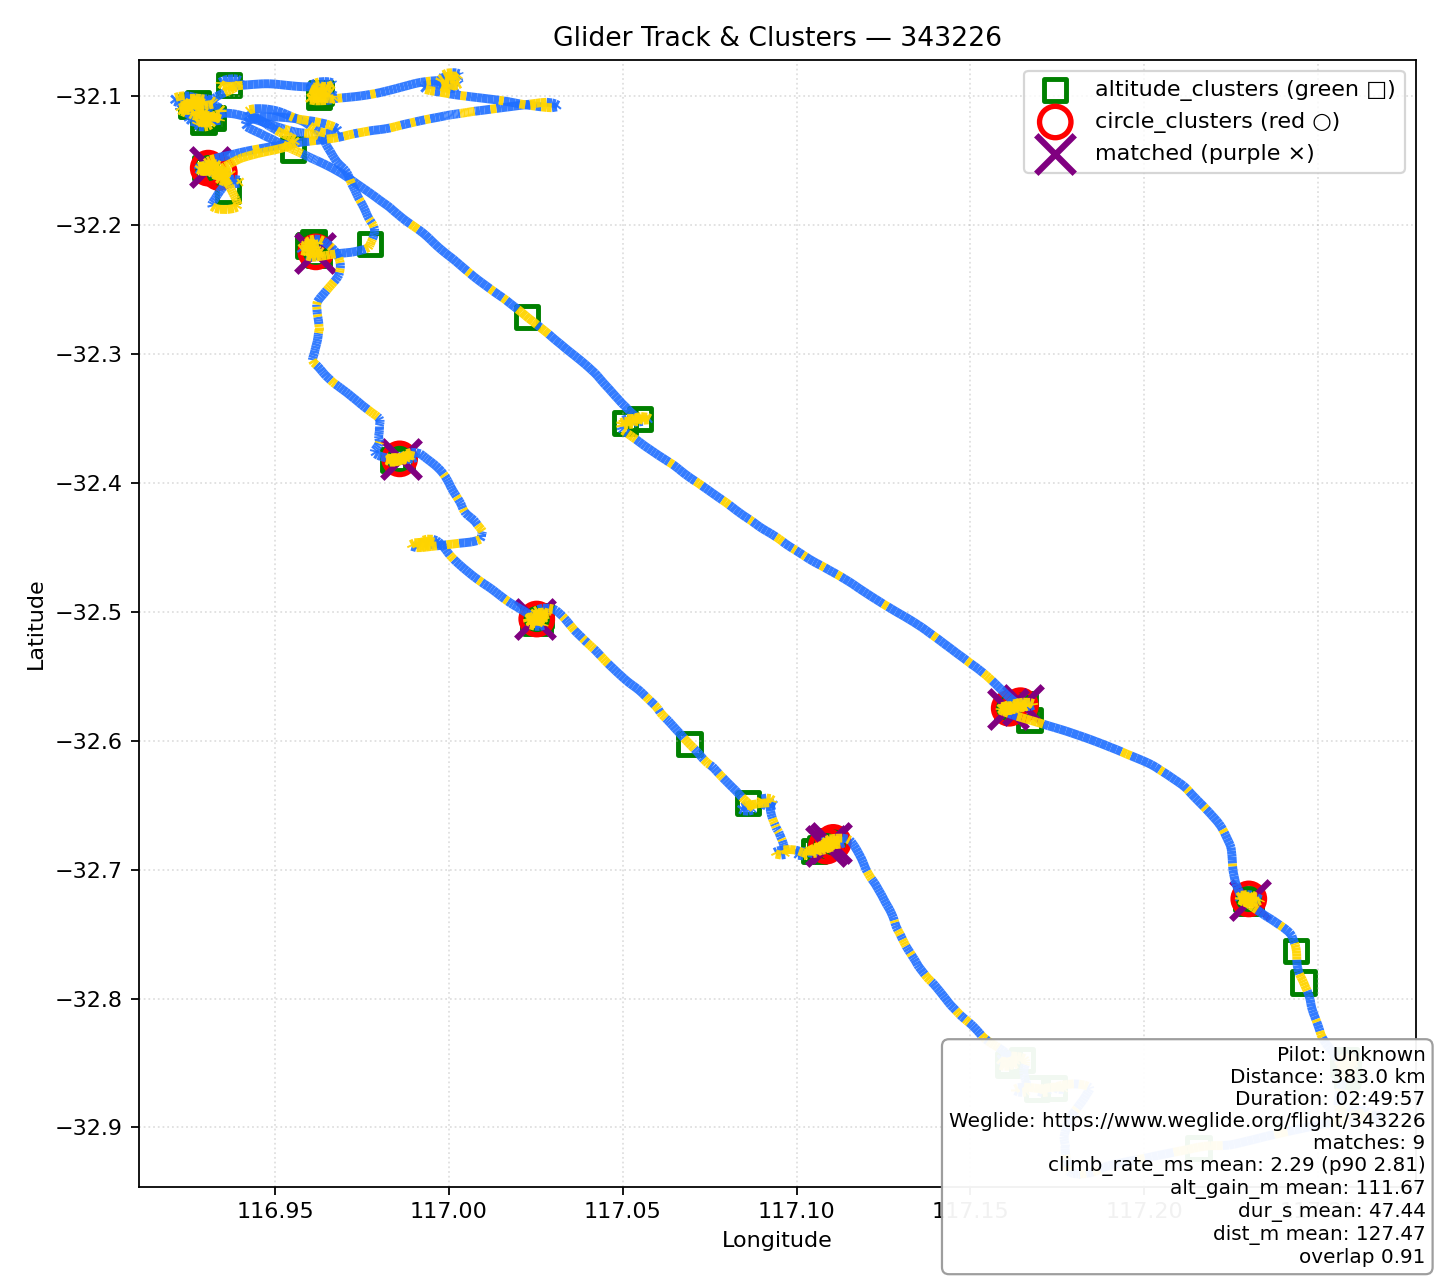 Glider Track & Clusters — 343226
altitude_clusters (green □)
circle_clusters (red ○)
matched (purple ×)
Latitude
−32.1
−32.2
−32.3
−32.4
−32.5
−32.6
−32.7
−32.8
−32.9
Pilot: Unknown
Distance: 383.0 km
Duration: 02:49:57
Weglide: https://www.weglide.org/flight/343226
matches: 9
climb_rate_ms mean: 2.29 (p90 2.81)
alt_gain_m mean: 111.67
dur_s mean: 47.44
dist_m mean: 127.47
overlap 0.91
116.95 117.00 117.05 117.10 117.15 117.20
Longitude